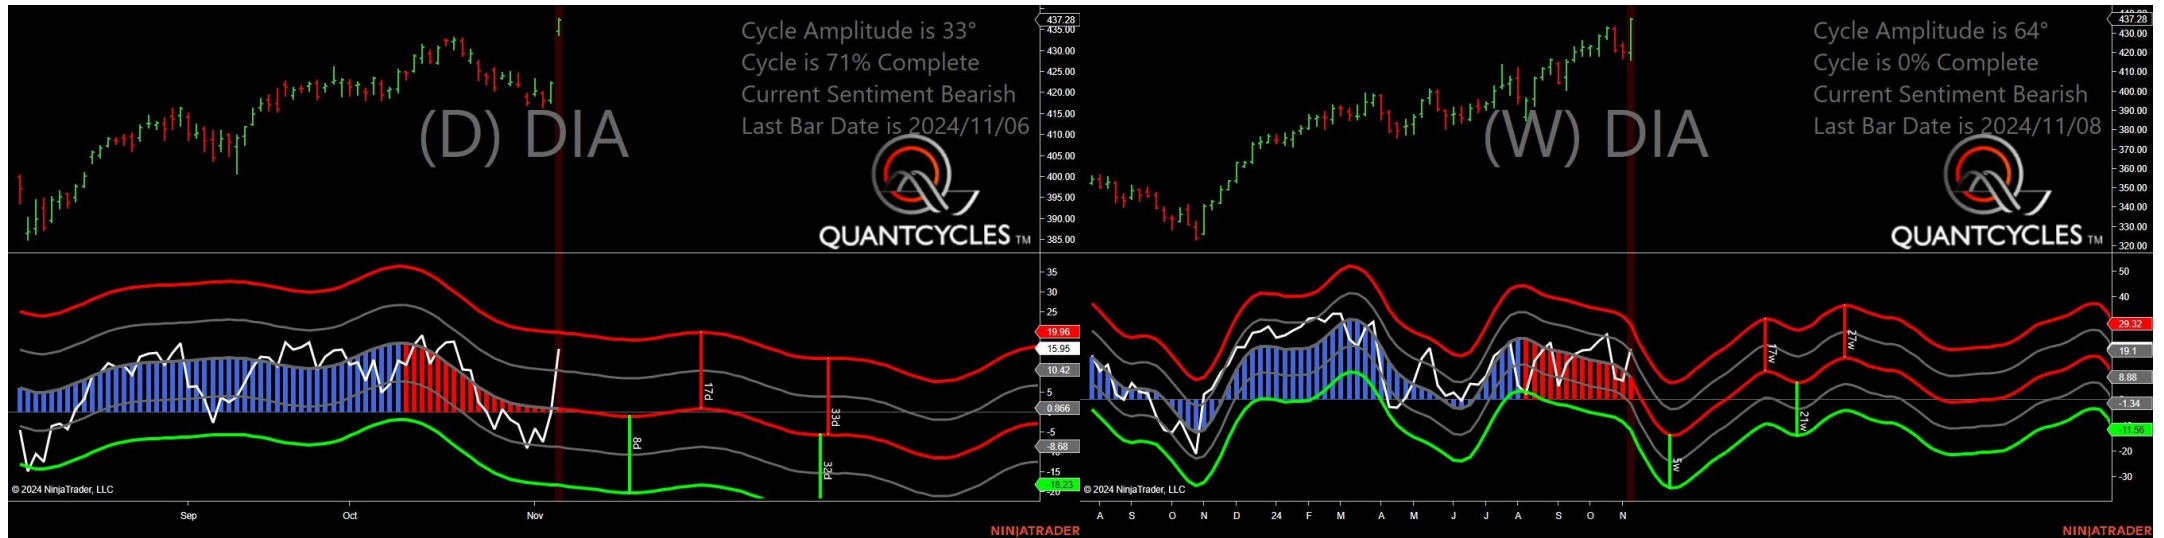 Cycle Amplitude is 33°
Cycle is 71% Complete
Current Sentiment Bearish
Last Bar Date is 2024/11/06
(D) DIA
QUANTCYCLES TM
437.28
435.00
430.00
425.00
420.00
415.00
410.00
405.00
400.00
395.00
390.00
385.00
35
30
25
19.96
15.95
10.42
5
0.866
-5
-8.68
-15
-18.23
8d
17d
32d
33d
© 2024 NinjaTrader, LLC
Sep
Oct
Nov
NINJATRADER
Cycle Amplitude is 64°
Cycle is 0% Complete
Current Sentiment Bearish
Last Bar Date is 2024/11/08
(W) DIA
QUANTCYCLES TM
437.28
430.00
420.00
410.00
400.00
390.00
380.00
370.00
360.00
350.00
340.00
330.00
320.00
50
40
29.32
19.1
8.88
-1.34
-11.56
-20
-30
5w
17w
21w
27w
© 2024 NinjaTrader, LLC
A S O N D 24 F M A M J J A S O N
NINJATRADER